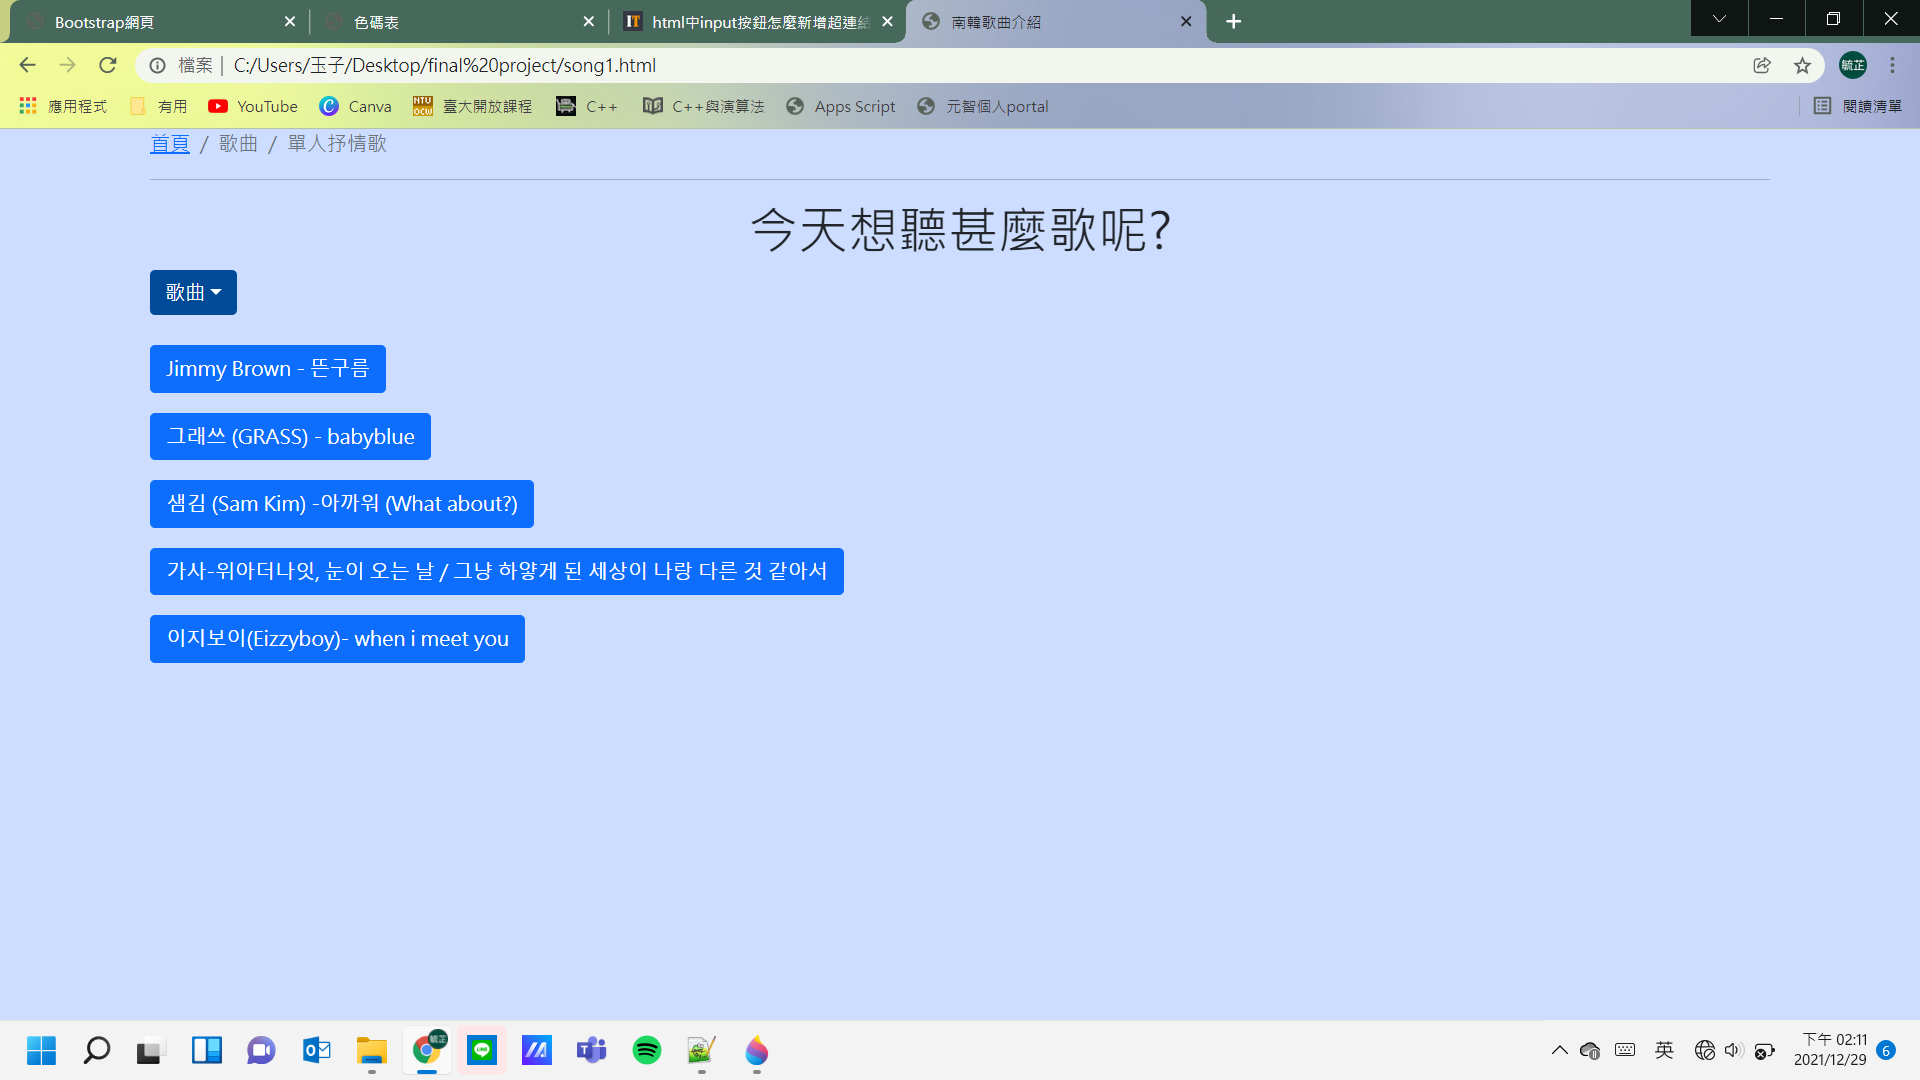 Bootstrap網頁
色碼表
html中input按鈕怎麼新增超連結
南韓歌曲介紹
檔案 C:/Users/玉子/Desktop/final%20project/song1.html
毓芷
應用程式 有用 YouTube Canva 臺大開放課程 C++ C++與演算法 Apps Script 元智個人portal 閱讀清單
首頁 / 歌曲 / 單人抒情歌
今天想聽甚麼歌呢?
歌曲
Jimmy Brown - 뜬구름
그래쓰 (GRASS) - babyblue
샘김 (Sam Kim) -아까워 (What about?)
가사-위아더나잇, 눈이 오는 날 / 그냥 하얗게 된 세상이 나랑 다른 것 같아서
이지보이(Eizzyboy)- when i meet you
英
下午 02:11
2021/12/29
6